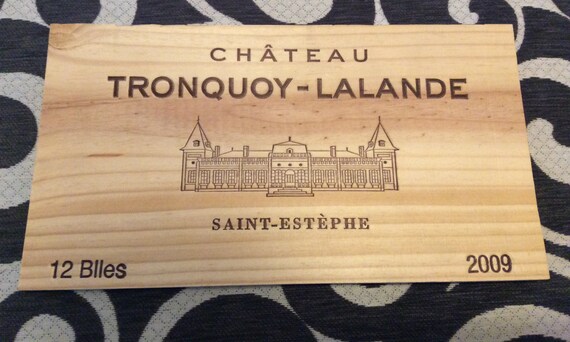 CHÂTEAU
TRONQUOY-LALANDE
SAINT-ESTÈPHE
12 Blles 2009